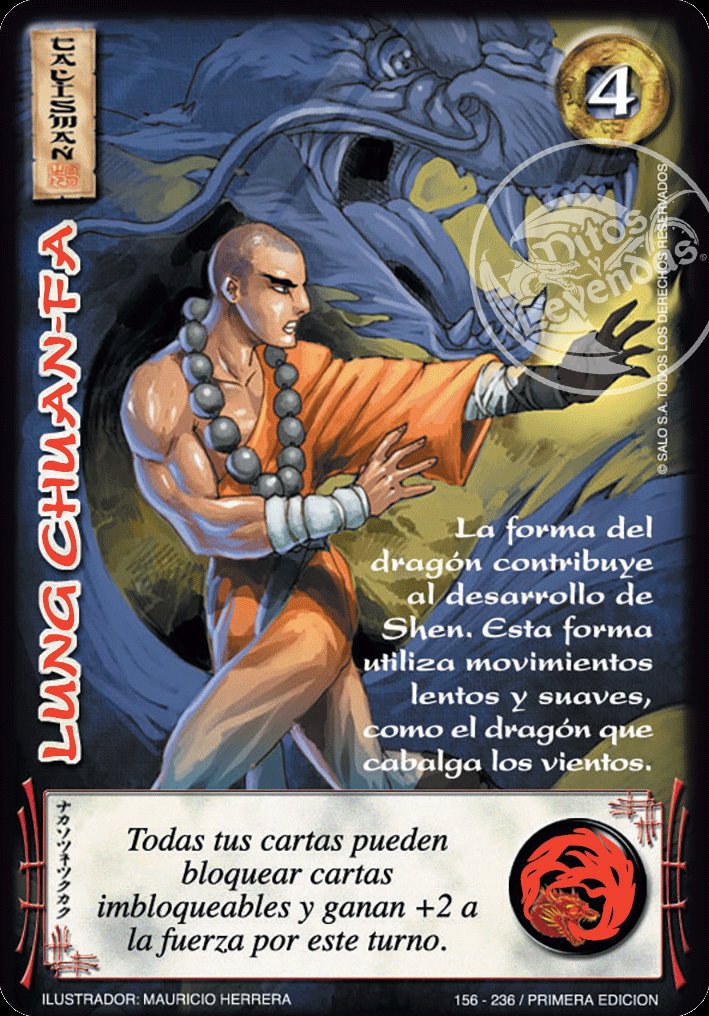 TALISMAN
4
Mitos y
Leyendas®
© SALO S.A. TODOS LOS DERECHOS RESERVADOS
LUNG CHUAN-FA
La forma del
dragón contribuye
al desarrollo de
Shen. Esta forma
utiliza movimientos
lentos y suaves,
como el dragón que
cabalga los vientos.
ナカソツネツクカク
Todas tus cartas pueden
bloquear cartas
imbloqueables y ganan +2 a
la fuerza por este turno.
ILUSTRADOR: MAURICIO HERRERA
156 - 236 / PRIMERA EDICION